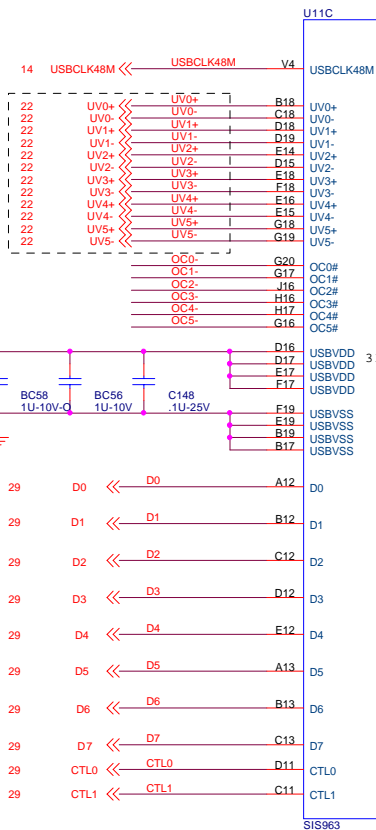 U11C
14 USBCLK48M USBCLK48M V4 USBCLK48M
22 UV0+ UV0+ B18 UV0+
22 UV0- UV0- C18 UV0-
22 UV1+ UV1+ D18 UV1+
22 UV1- UV1- D19 UV1-
22 UV2+ UV2+ E14 UV2+
22 UV2- UV2- D15 UV2-
22 UV3+ UV3+ E18 UV3+
22 UV3- UV3- F18 UV3-
22 UV4+ UV4+ E16 UV4+
22 UV4- UV4- E15 UV4-
22 UV5+ UV5+ G18 UV5+
22 UV5- UV5- G19 UV5-
OC0- G20 OC0#
OC1- G17 OC1#
OC2- J16 OC2#
OC3- H16 OC3#
OC4- H17 OC4#
OC5- G16 OC5#
D16 USBVDD
D17 USBVDD 3
E17 USBVDD
F17 USBVDD
BC58 BC56 C148
1U-10V-O 1U-10V .1U-25V
F19 USBVSS
E19 USBVSS
B19 USBVSS
B17 USBVSS
29 D0 D0 A12 D0
29 D1 D1 B12 D1
29 D2 D2 C12 D2
29 D3 D3 D12 D3
29 D4 D4 E12 D4
29 D5 D5 A13 D5
29 D6 D6 B13 D6
29 D7 D7 C13 D7
29 CTL0 CTL0 D11 CTL0
29 CTL1 CTL1 C11 CTL1
SIS963